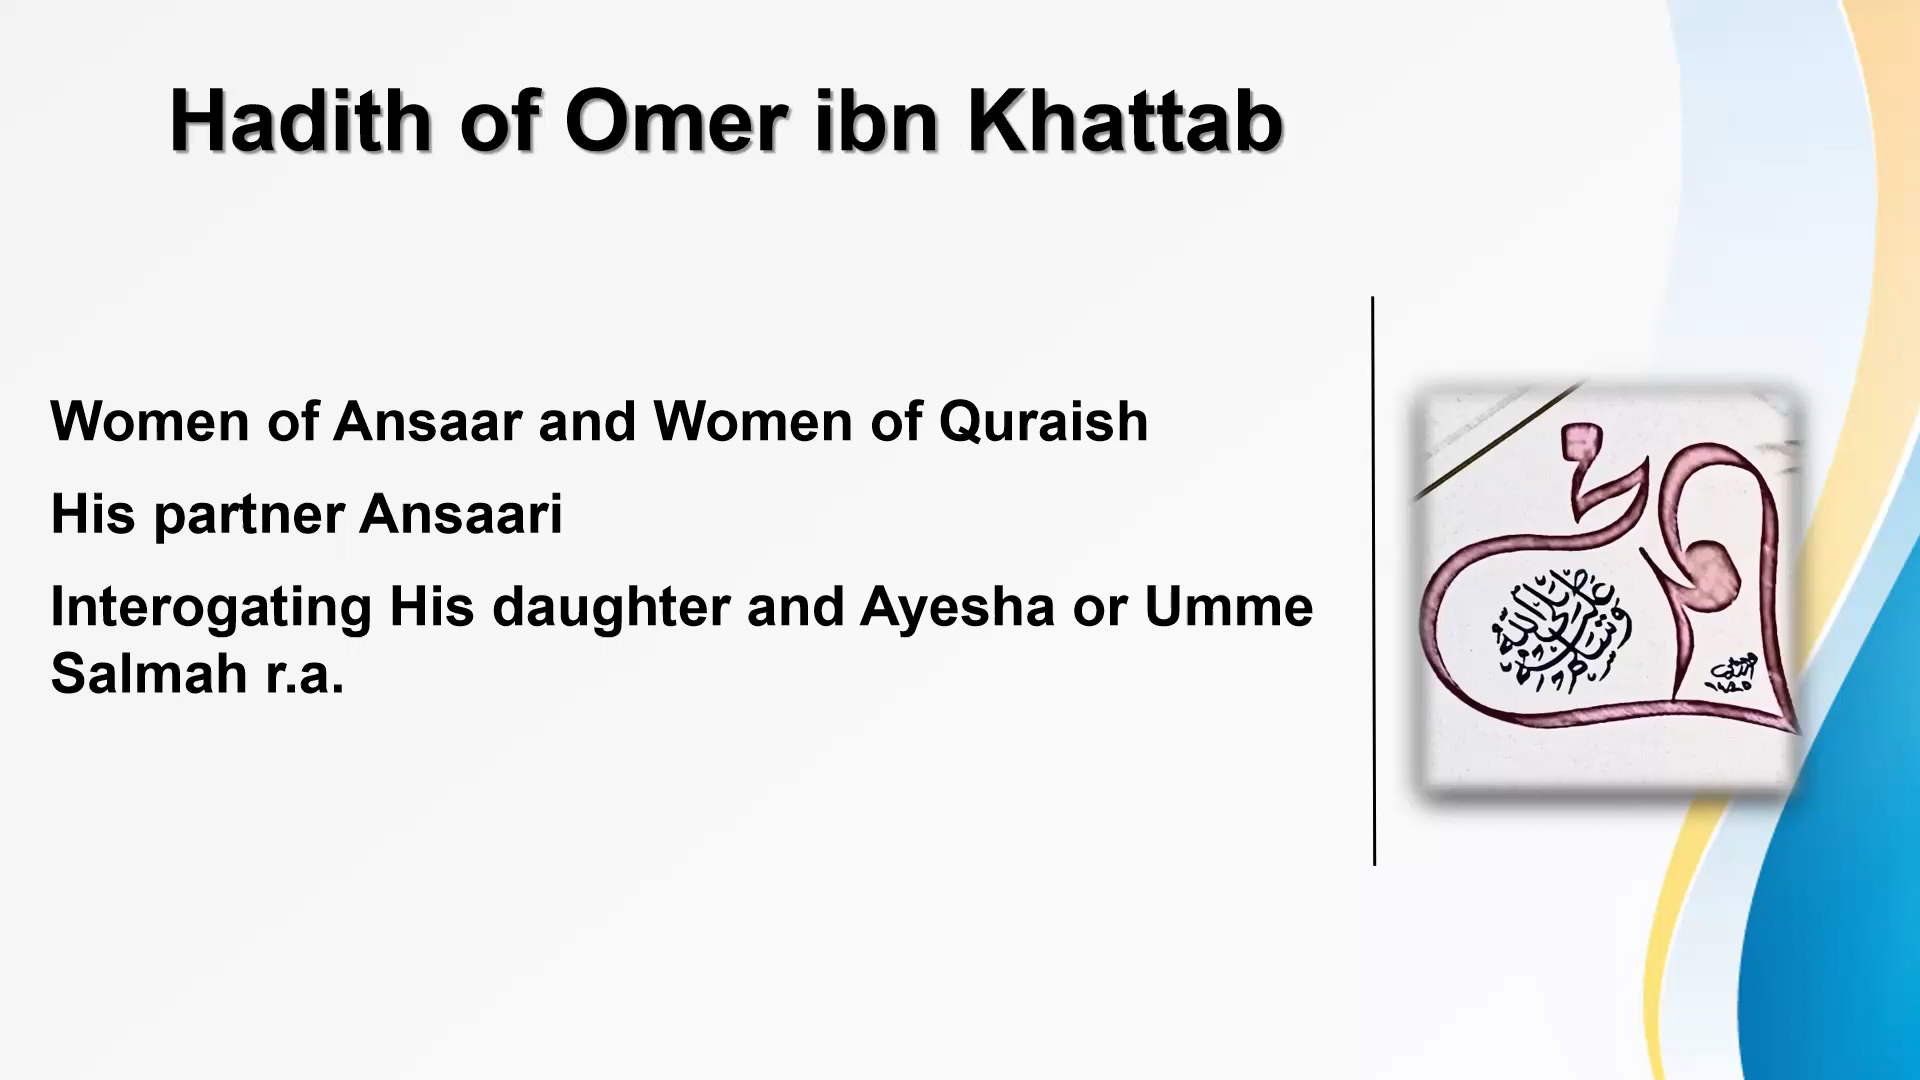 Hadith of Omer ibn Khattab
Women of Ansaar and Women of Quraish
His partner Ansaari
Interogating His daughter and Ayesha or Umme
Salmah r.a.
محمد